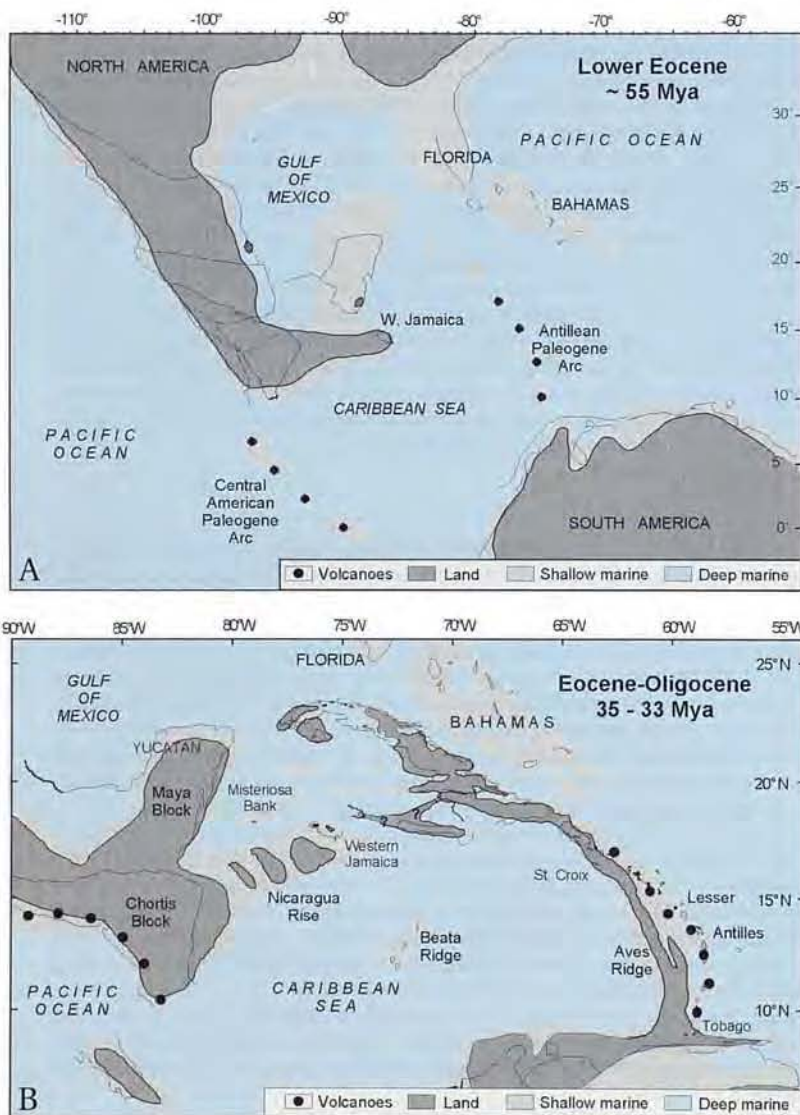 -110° -100° -90° -80° -70° -60°
NORTH AMERICA
Lower Eocene
~ 55 Mya
30°
PACIFIC OCEAN
FLORIDA
GULF
OF
MEXICO
25°
BAHAMAS
20°
W. Jamaica
15°
Antillean
Paleogene
Arc
10°
CARIBBEAN SEA
PACIFIC
OCEAN
5°
Central
American
Paleogene
Arc
SOUTH AMERICA
0°
A
Volcanoes Land Shallow marine Deep marine
90°W 85°W 80°W 75°W 70°W 65°W 60°W 55°W
FLORIDA
25°N
GULF
OF
MEXICO
Eocene-Oligocene
35 - 33 Mya
BAHAMAS
YUCATAN
20°N
Maya
Block
Misteriosa
Bank
Western
Jamaica
St. Croix
Nicaragua
Rise
15°N
Lesser
Antilles
Chortis
Block
Beata
Ridge
Aves
Ridge
PACIFIC
OCEAN
CARIBBEAN
SEA
10°N
Tobago
B
Volcanoes Land Shallow marine Deep marine